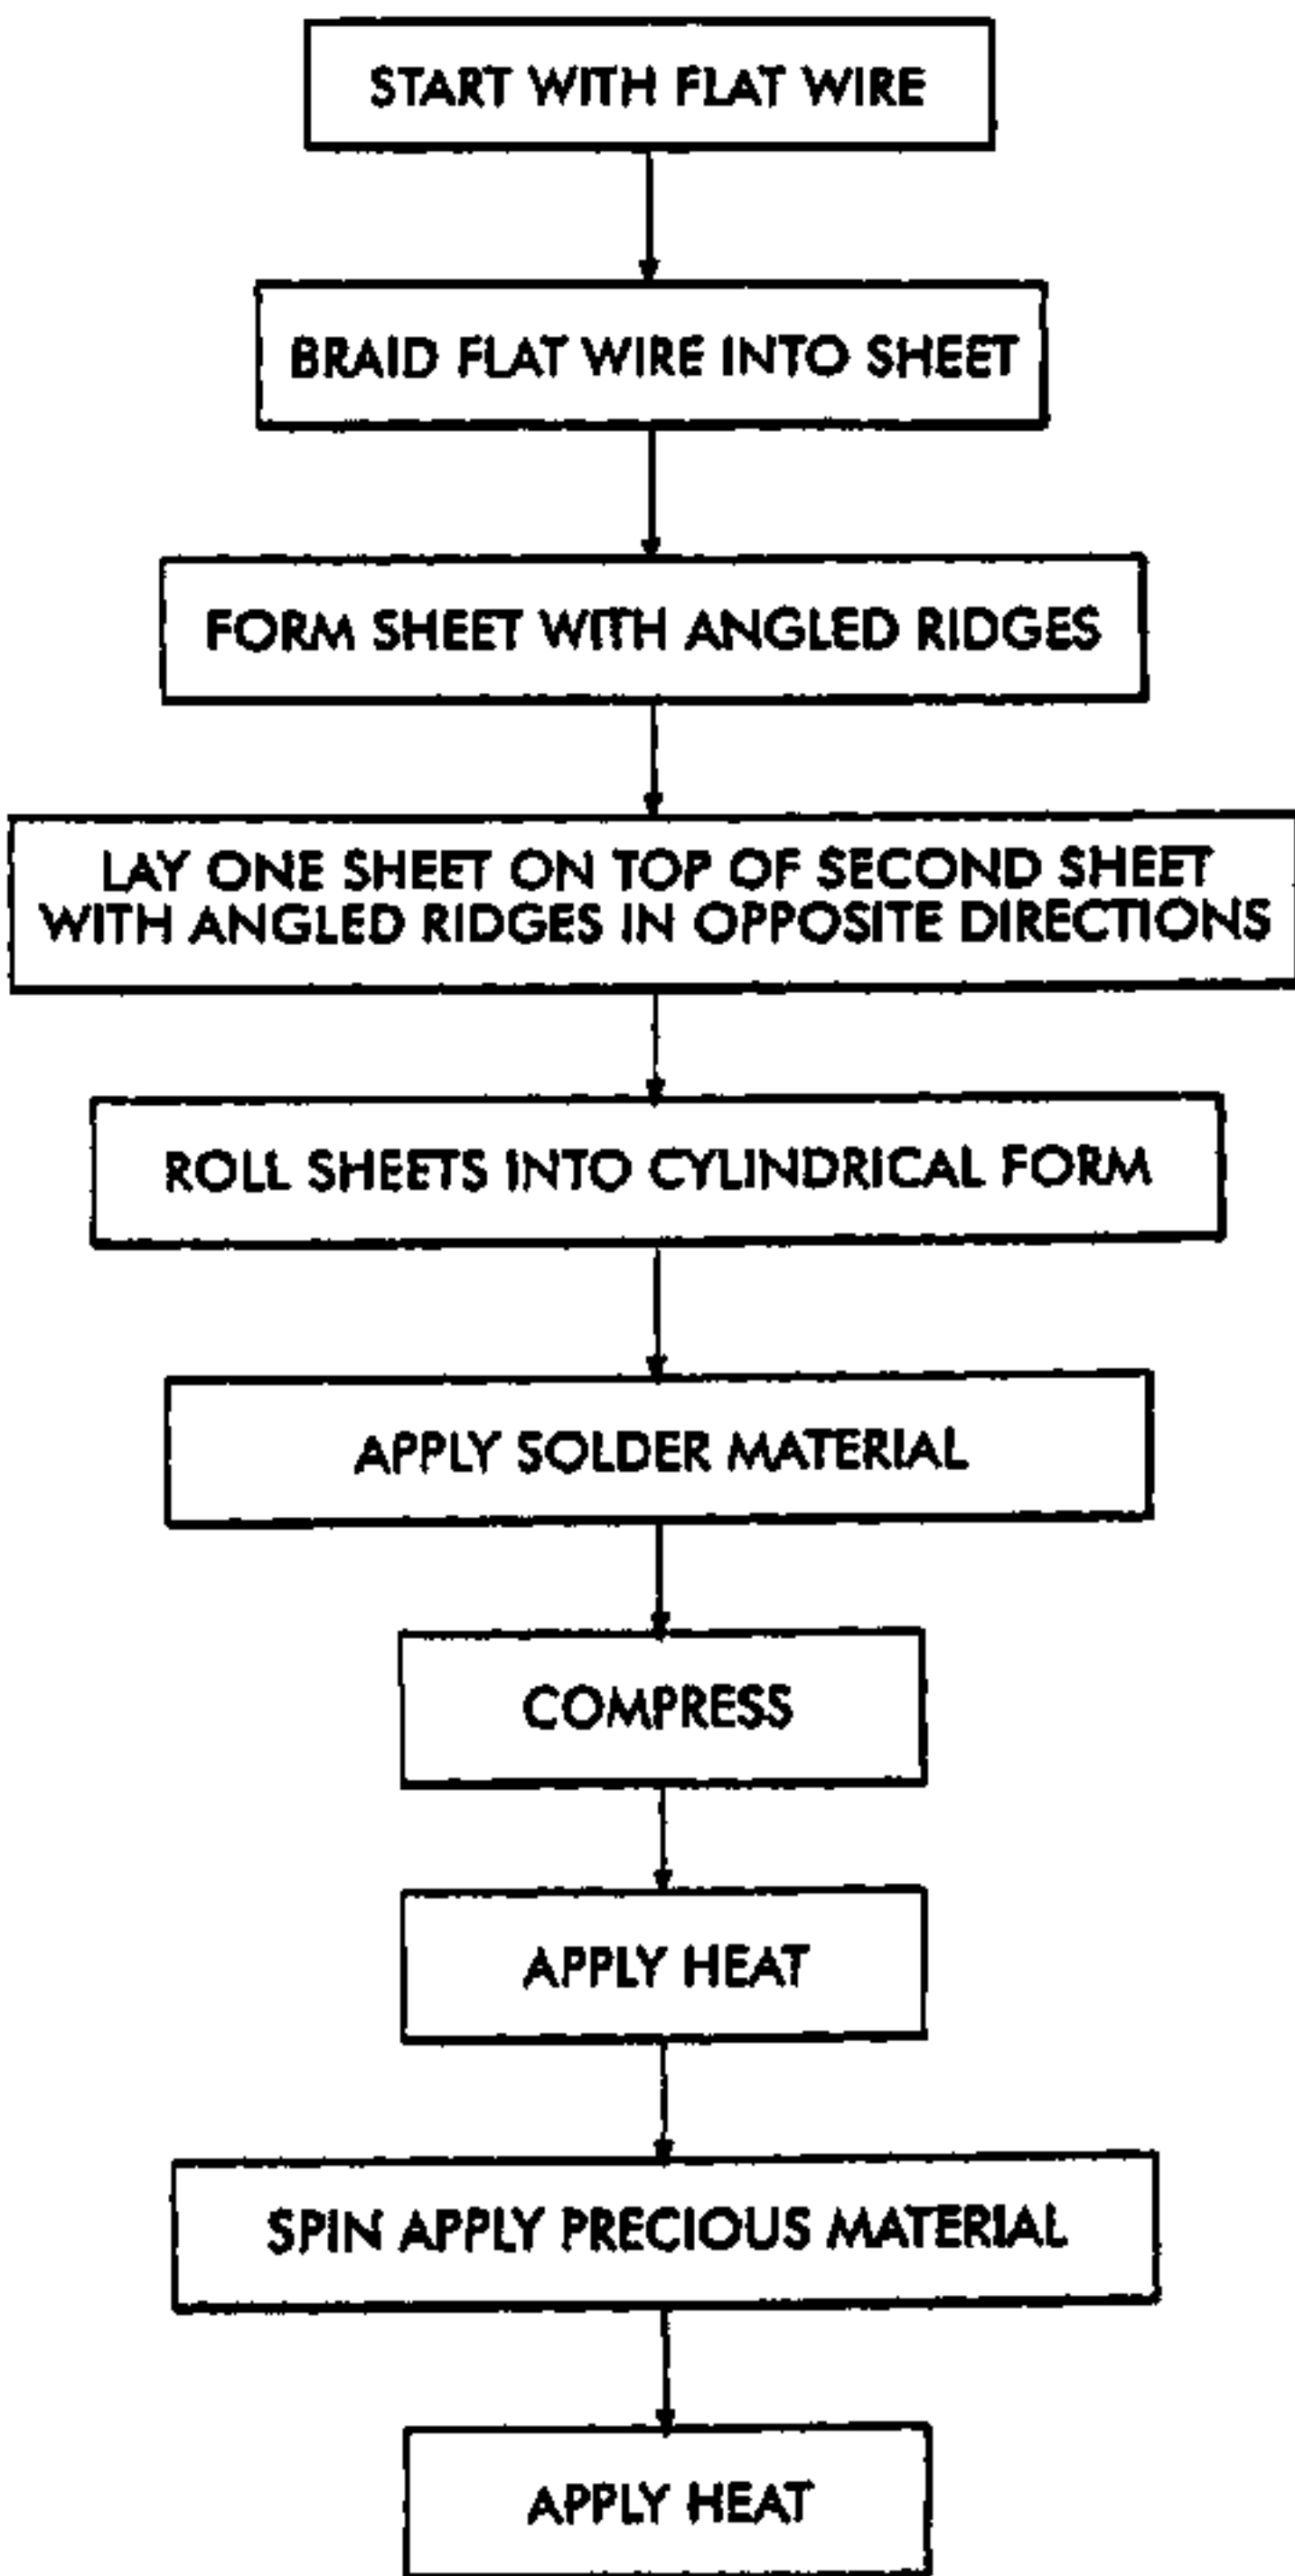 START WITH FLAT WIRE
BRAID FLAT WIRE INTO SHEET
FORM SHEET WITH ANGLED RIDGES
LAY ONE SHEET ON TOP OF SECOND SHEET
WITH ANGLED RIDGES IN OPPOSITE DIRECTIONS
ROLL SHEETS INTO CYLINDRICAL FORM
APPLY SOLDER MATERIAL
COMPRESS
APPLY HEAT
SPIN APPLY PRECIOUS MATERIAL
APPLY HEAT